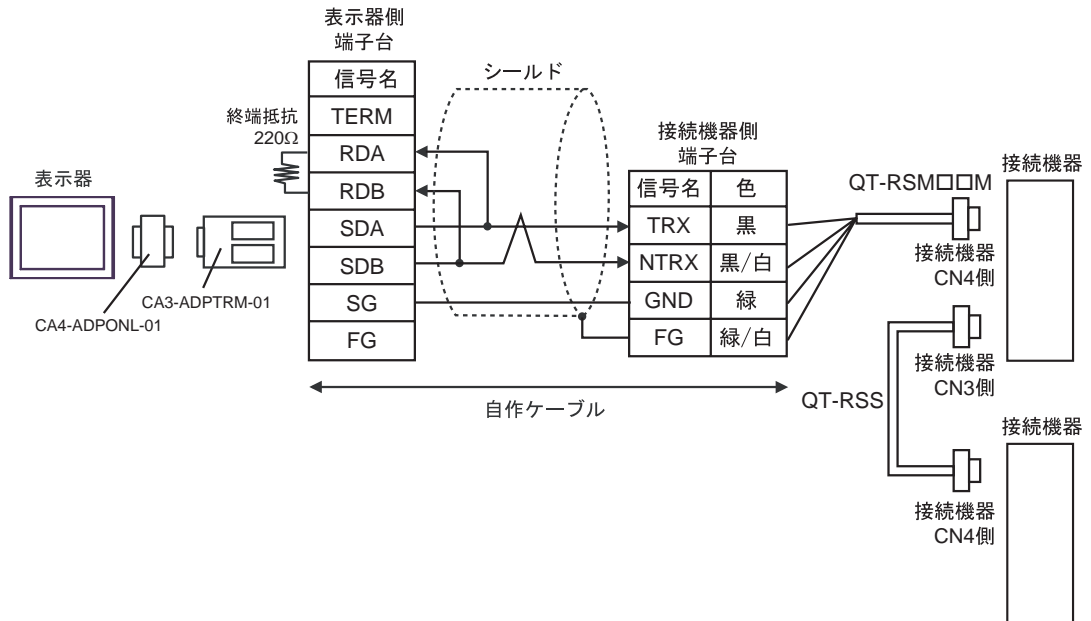 表示器側
端子台
信号名
TERM
RDA
RDB
SDA
SDB
SG
FG
終端抵抗
220Ω
シールド
表示器
CA4-ADPONL-01
CA3-ADPTRM-01
接続機器側
端子台
信号名 色
TRX 黒
NTRX 黒/白
GND 緑
FG 緑/白
自作ケーブル
QT-RSM□□M
接続機器
接続機器
CN4側
接続機器
CN3側
QT-RSS
接続機器
接続機器
CN4側